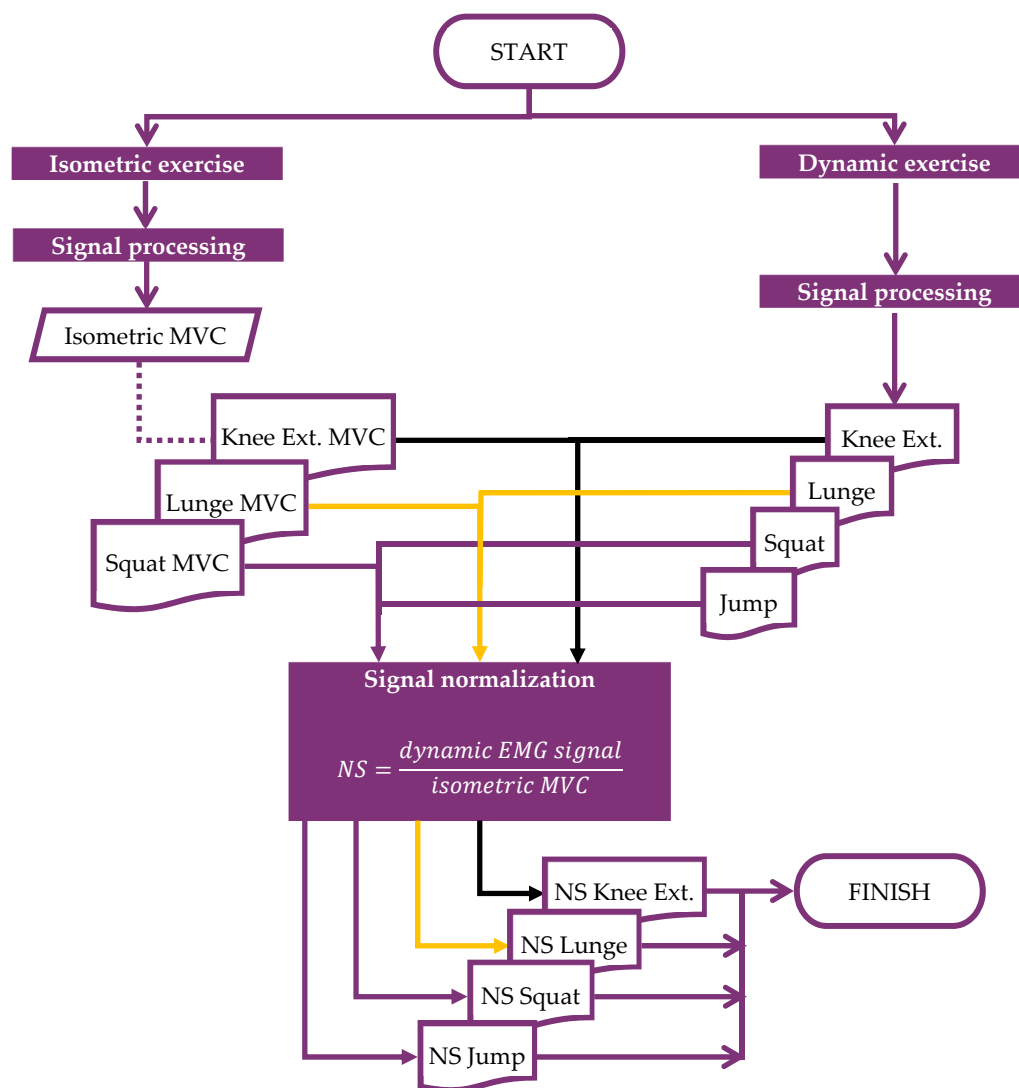 START
Isometric exercise
Dynamic exercise
Signal processing
Signal processing
Isometric MVC
Knee Ext. MVC
Knee Ext.
Lunge MVC
Lunge
Squat MVC
Squat
Jump
Signal normalization
NS = dynamic EMG signal / isometric MVC
NS Knee Ext.
FINISH
NS Lunge
NS Squat
NS Jump